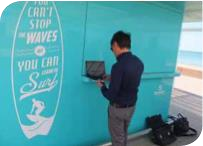 YOU
CAN'T
STOP
THE WAVES
BUT
YOU CAN
LEARN TO
Surf